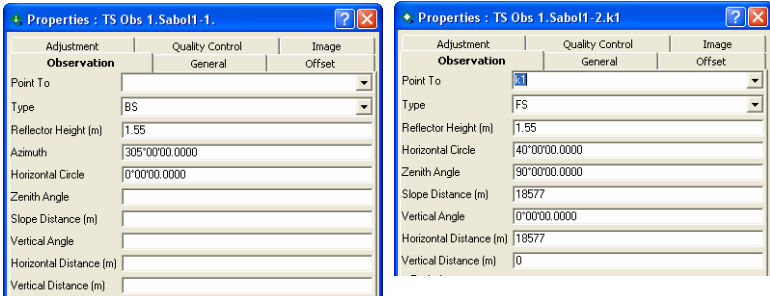 Properties : TS Obs 1.Sabol1-1.
Adjustment Quality Control Image
Observation General Offset
Point To
Type BS
Reflector Height (m) 1.55
Azimuth 305°00'00.0000
Horizontal Circle 0°00'00.0000
Zenith Angle
Slope Distance (m)
Vertical Angle
Horizontal Distance (m)
Vertical Distance (m)
Properties : TS Obs 1.Sabol1-2.k1
Adjustment Quality Control Image
Observation General Offset
Point To k1
Type FS
Reflector Height (m) 1.55
Horizontal Circle 40°00'00.0000
Zenith Angle 90°00'00.0000
Slope Distance (m) 18577
Vertical Angle 0°00'00.0000
Horizontal Distance (m) 18577
Vertical Distance (m) 0